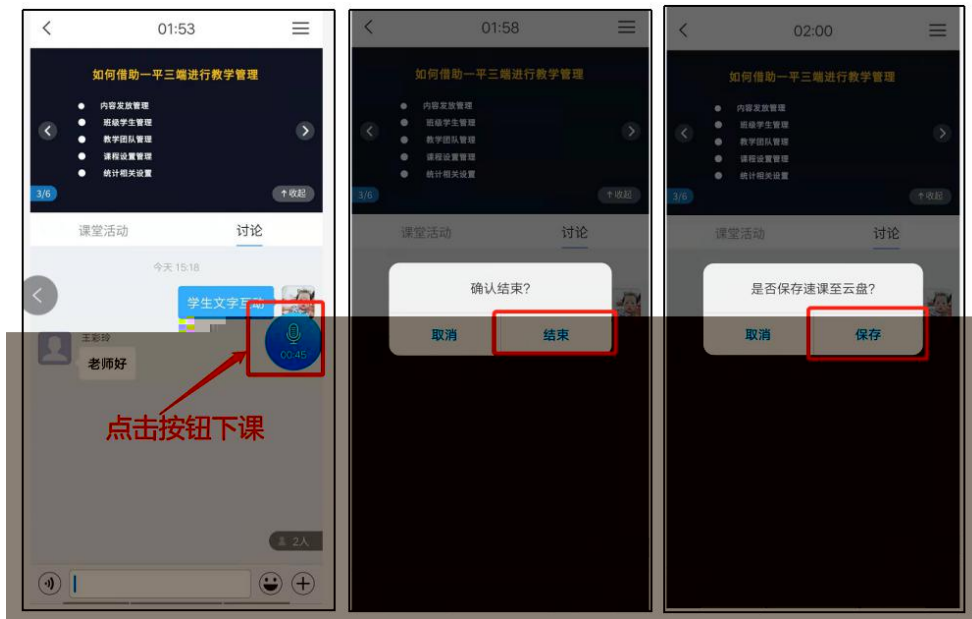 01:53
如何借助一平三端进行教学管理
内容发放管理
班级学生管理
教学团队管理
课程设置管理
统计相关设置
3/6
↑收起
课堂活动
讨论
今天 15:18
学生文字互动
王彩玲
老师好
00:45
点击按钮下课
2人
01:58
如何借助一平三端进行教学管理
内容发放管理
班级学生管理
教学团队管理
课程设置管理
统计相关设置
3/6
↑收起
课堂活动
讨论
确认结束?
取消
结束
02:00
如何借助一平三端进行教学管理
内容发放管理
班级学生管理
教学团队管理
课程设置管理
统计相关设置
3/6
↑收起
课堂活动
讨论
是否保存速课至云盘?
取消
保存